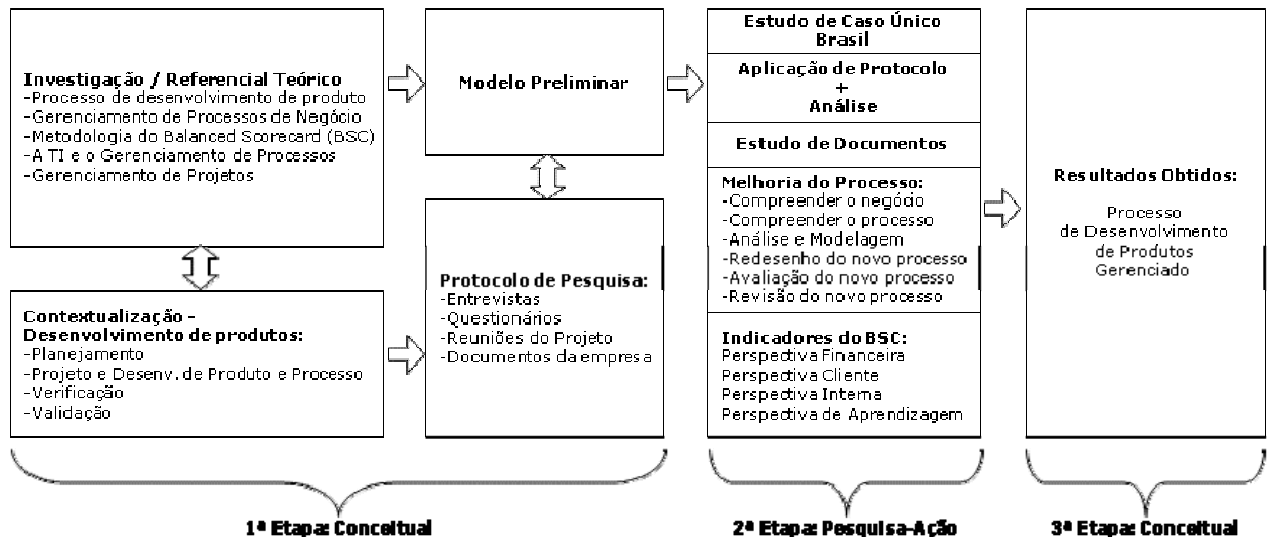 Investigação / Referencial Teórico
-Processo de desenvolvimento de produto
-Gerenciamento de Processos de Negócio
-Metodologia do Balanced Scorecard (BSC)
-A TI e o Gerenciamento de Processos
-Gerenciamento de Projetos
Contextualização -
Desenvolvimento de produtos:
-Planejamento
-Projeto e Desenv. de Produto e Processo
-Verificação
-Validação
Modelo Preliminar
Protocolo de Pesquisa:
-Entrevistas
-Questionários
-Reuniões do Projeto
-Documentos da empresa
Estudo de Caso Único
Brasil
Aplicação de Protocolo
+
Análise
Estudo de Documentos
Melhoria do Processo:
-Compreender o negócio
-Compreender o processo
-Análise e Modelagem
-Redesenho do novo processo
-Avaliação do novo processo
-Revisão do novo processo
Indicadores do BSC:
Perspectiva Financeira
Perspectiva Cliente
Perspectiva Interna
Perspectiva de Aprendizagem
Resultados Obtidos:
Processo
de Desenvolvimento
de Produtos
Gerenciado
1ª Etapa: Conceitual
2ª Etapa: Pesquisa-Ação
3ª Etapa: Conceitual